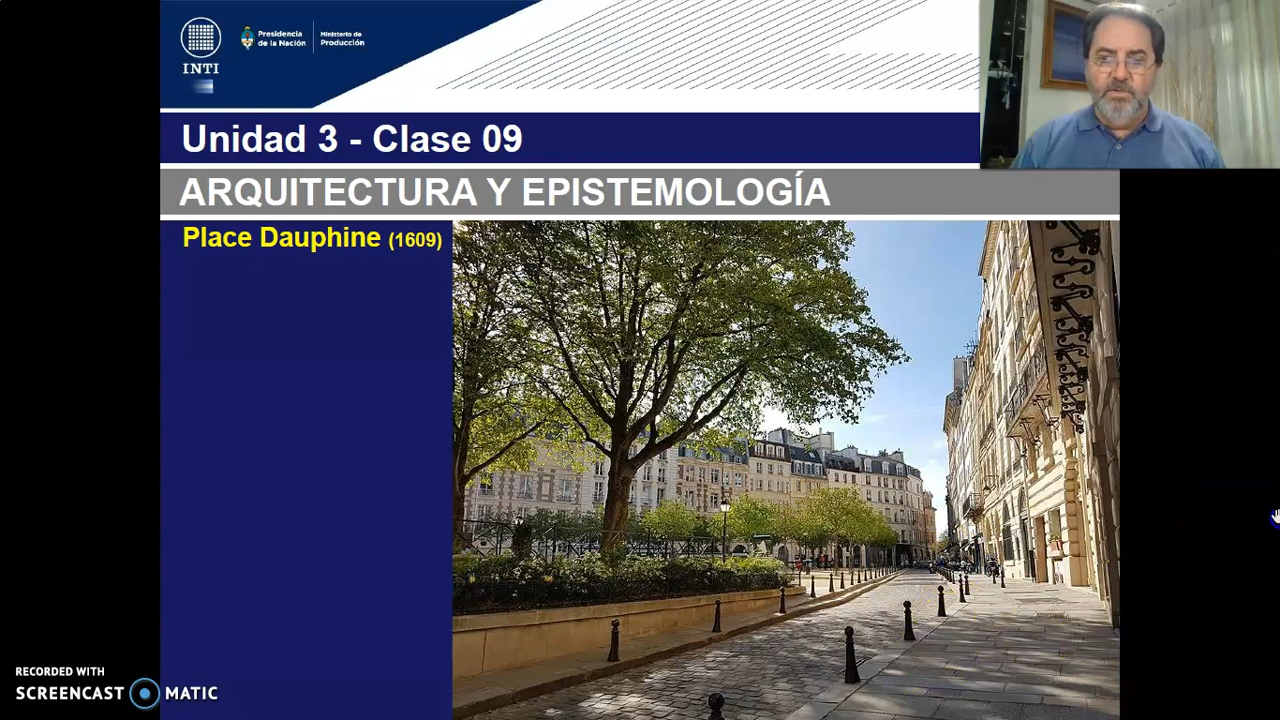 INTI
Presidencia
de la Nación
Ministerio de
Producción
Unidad 3 - Clase 09
ARQUITECTURA Y EPISTEMOLOGÍA
Place Dauphine (1609)
RECORDED WITH
SCREENCAST MATIC